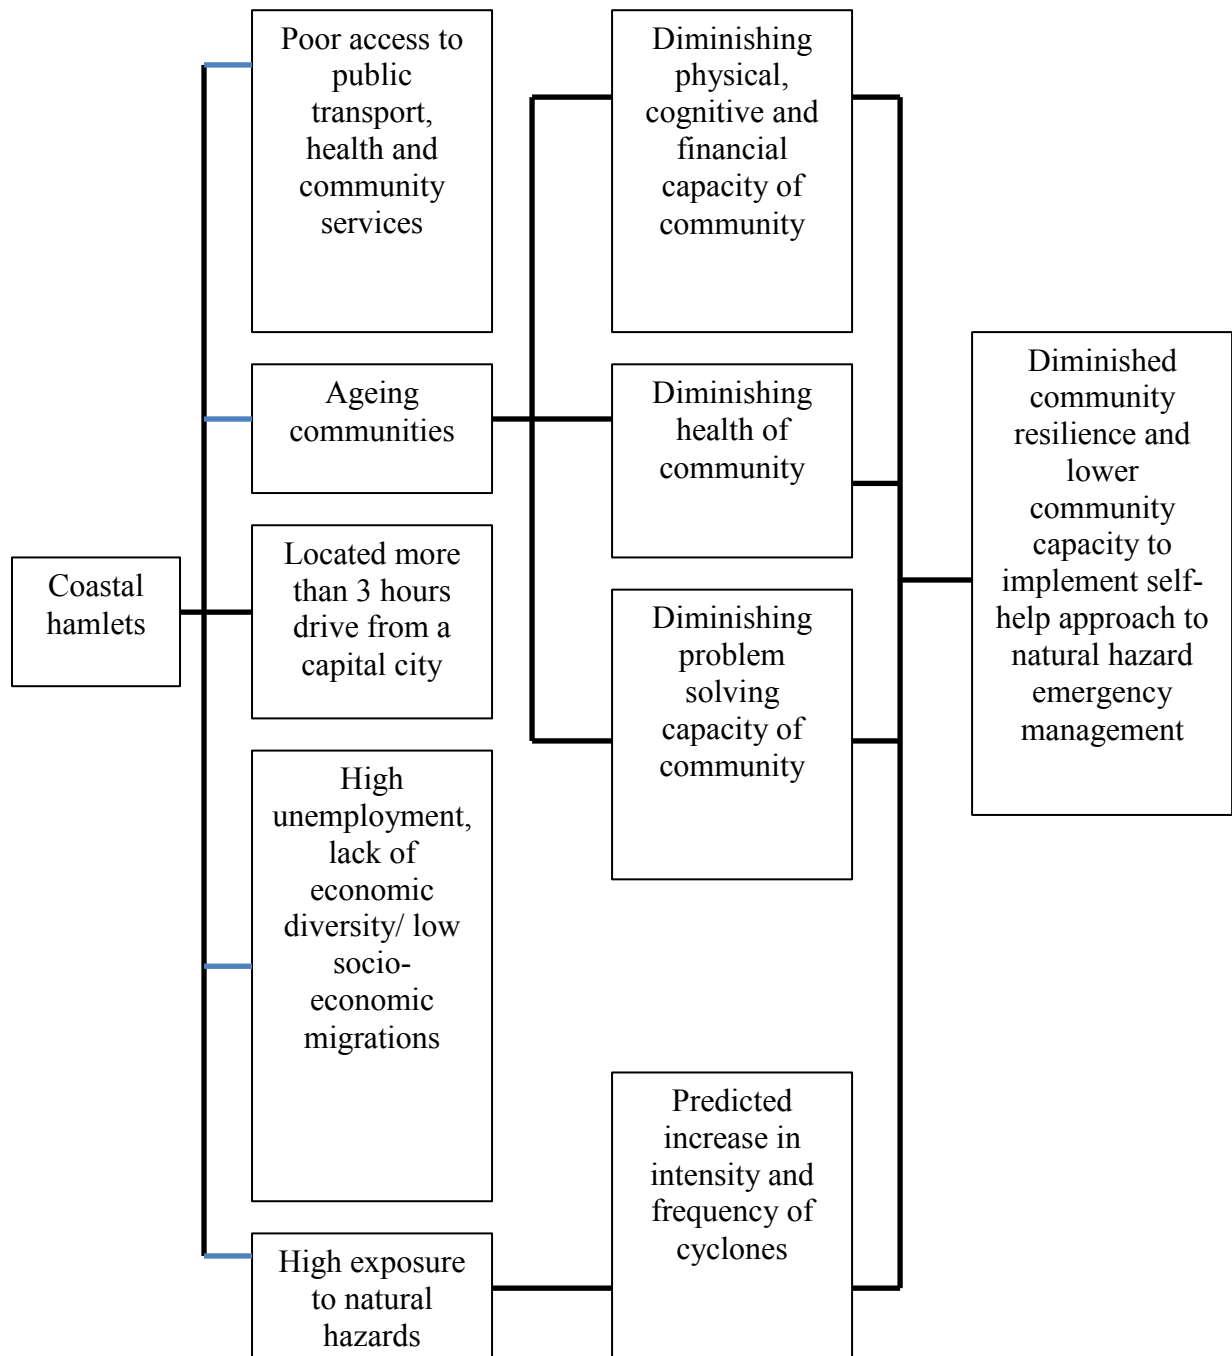 Coastal
hamlets
Poor access to
public
transport,
health and
community
services
Ageing
communities
Located more
than 3 hours
drive from a
capital city
High
unemployment,
lack of
economic
diversity/ low
socio-
economic
migrations
High exposure
to natural
hazards
Diminishing
physical,
cognitive and
financial
capacity of
community
Diminishing
health of
community
Diminishing
problem
solving
capacity of
community
Predicted
increase in
intensity and
frequency of
cyclones
Diminished
community
resilience and
lower
community
capacity to
implement self-
help approach to
natural hazard
emergency
management